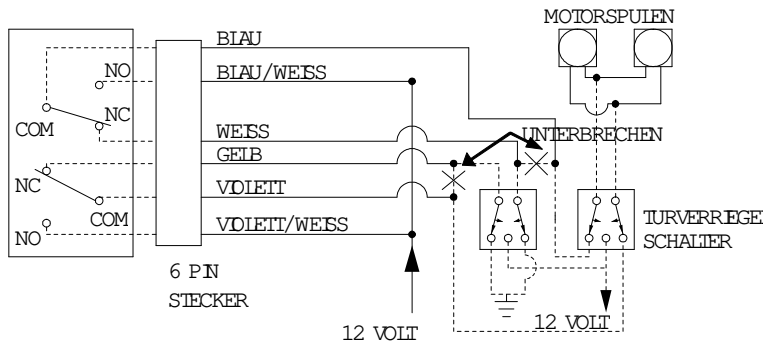 MOTORSPULEN
BLAU
NO
BLAU/WEISS
NC
COM
WEISS
UNTERBRECHEN
GELB
NC
VIOLETT
COM
NO
VIOLETT/WEISS
TURVERRIEGEL
SCHALTER
6 PIN
STECKER
12 VOLT
12 VOLT